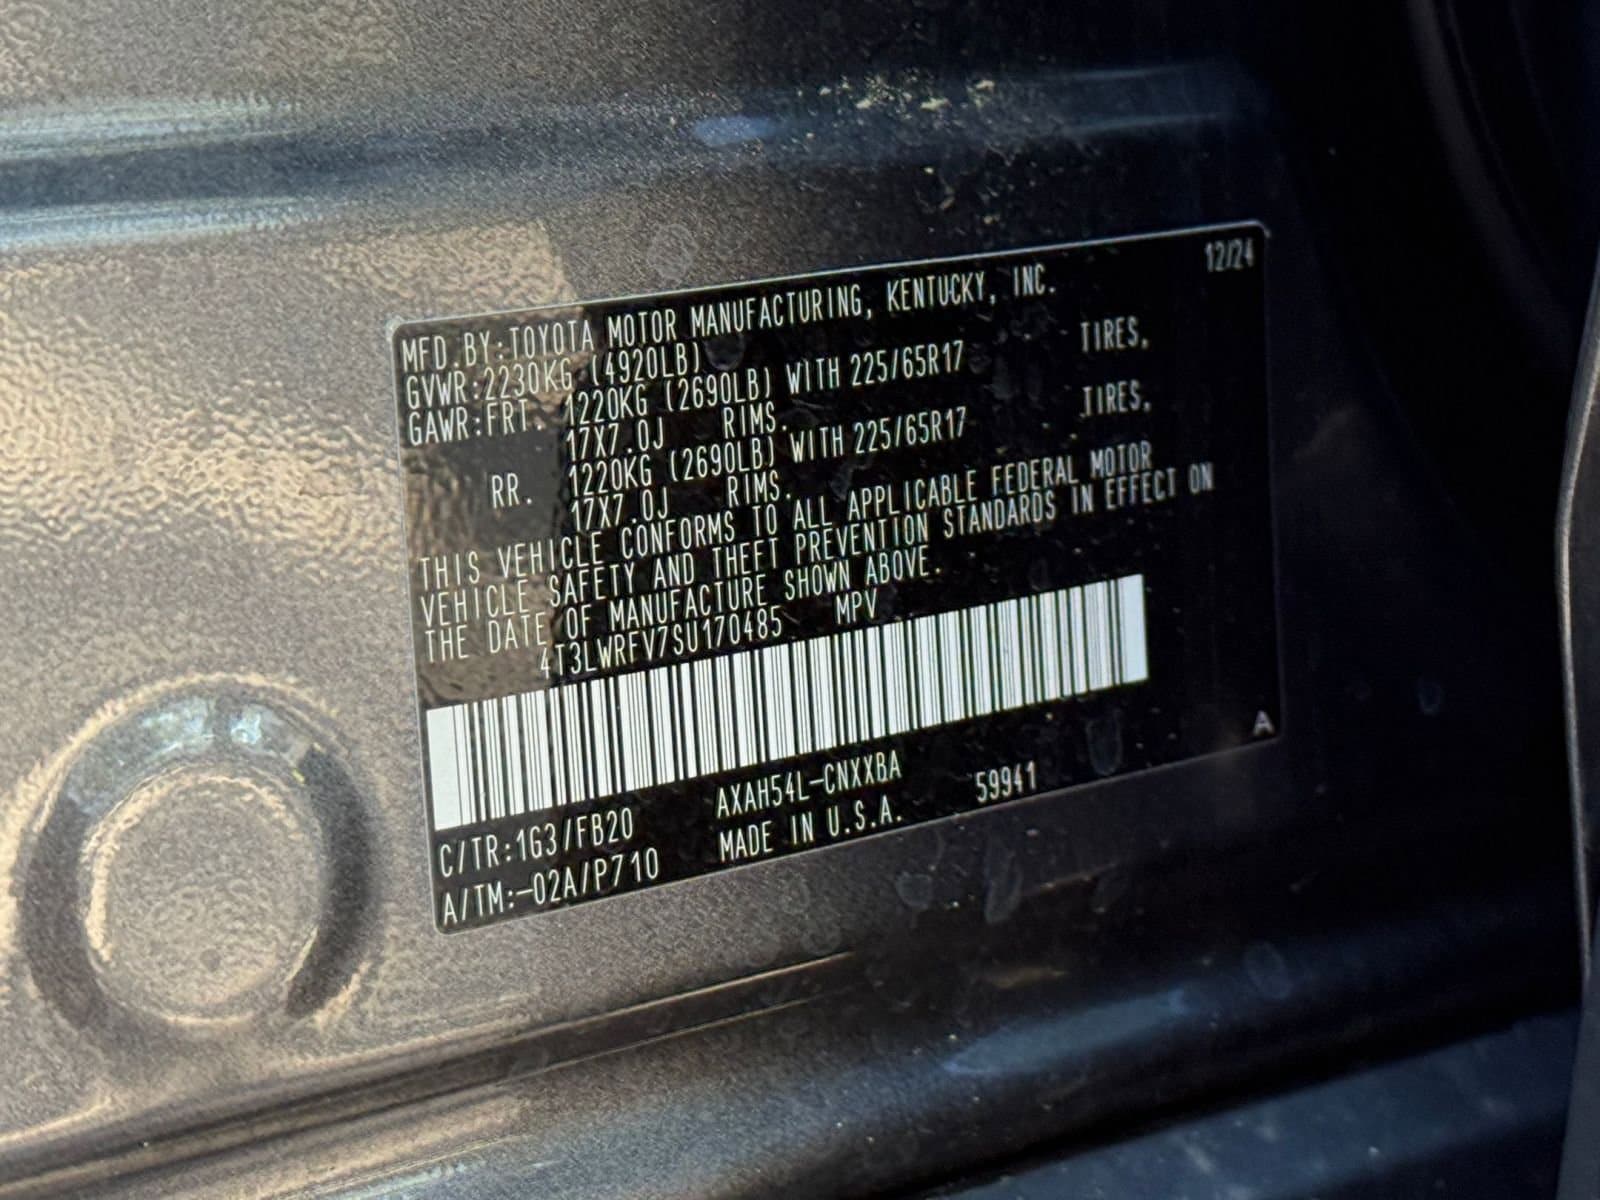 12/24
MFD.BY:TOYOTA MOTOR MANUFACTURING, KENTUCKY, INC.
GVWR:2230KG (4920LB)
GAWR:FRT. 1220KG (2690LB) WITH 225/65R17 TIRES,
17X7.0J RIMS.
RR. 1220KG (2690LB) WITH 225/65R17 TIRES,
17X7.0J RIMS.
THIS VEHICLE CONFORMS TO ALL APPLICABLE FEDERAL MOTOR
VEHICLE SAFETY AND THEFT PREVENTION STANDARDS IN EFFECT ON
THE DATE OF MANUFACTURE SHOWN ABOVE.
4T3LWRFV7SU170485 MPV
A
C/TR:1G3/FB20 AXAH54L-CNXXBA 59941
A/TM:-02A/P710 MADE IN U.S.A.